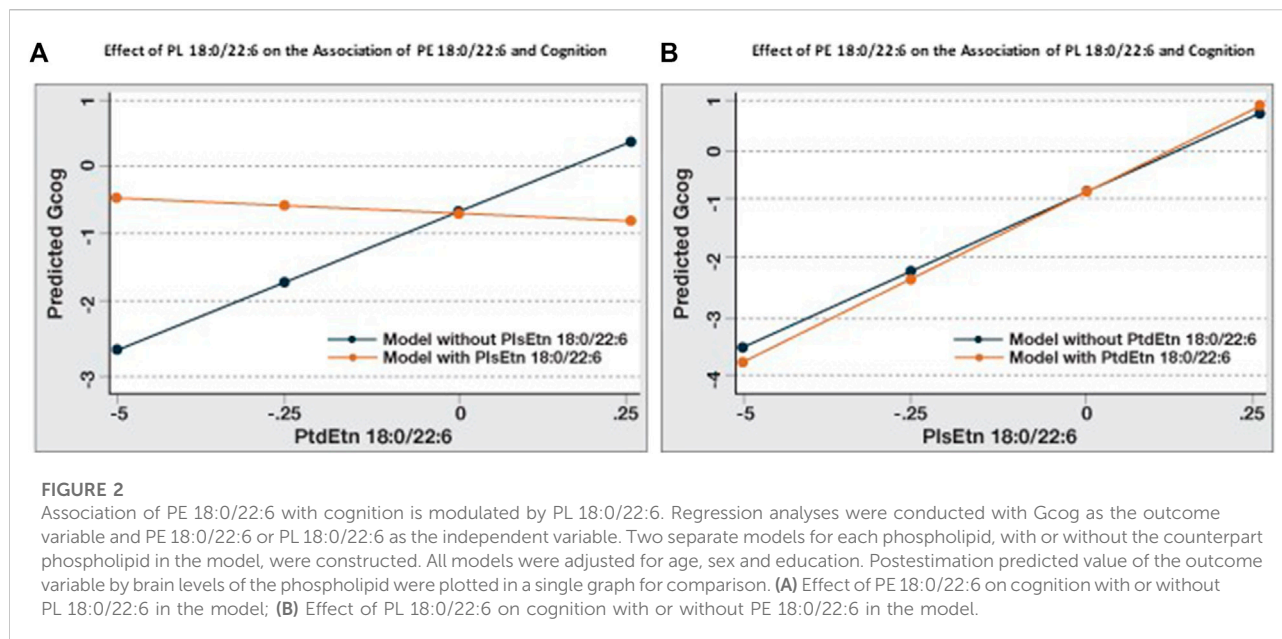 A
Effect of PL 18:0/22:6 on the Association of PE 18:0/22:6 and Cognition
Predicted Gcog
1
0
-1
-2
-3
Model without PlsEtn 18:0/22:6
Model with PlsEtn 18:0/22:6
-5
-.25
0
.25
PtdEtn 18:0/22:6
B
Effect of PE 18:0/22:6 on the Association of PL 18:0/22:6 and Cognition
Predicted Gcog
1
0
-1
-2
-3
-4
Model without PtdEtn 18:0/22:6
Model with PtdEtn 18:0/22:6
-5
-.25
0
.25
PlsEtn 18:0/22:6
FIGURE 2
Association of PE 18:0/22:6 with cognition is modulated by PL 18:0/22:6. Regression analyses were conducted with Gcog as the outcome
variable and PE 18:0/22:6 or PL 18:0/22:6 as the independent variable. Two separate models for each phospholipid, with or without the counterpart
phospholipid in the model, were constructed. All models were adjusted for age, sex and education. Postestimation predicted value of the outcome
variable by brain levels of the phospholipid were plotted in a single graph for comparison. (A) Effect of PE 18:0/22:6 on cognition with or without
PL 18:0/22:6 in the model; (B) Effect of PL 18:0/22:6 on cognition with or without PE 18:0/22:6 in the model.